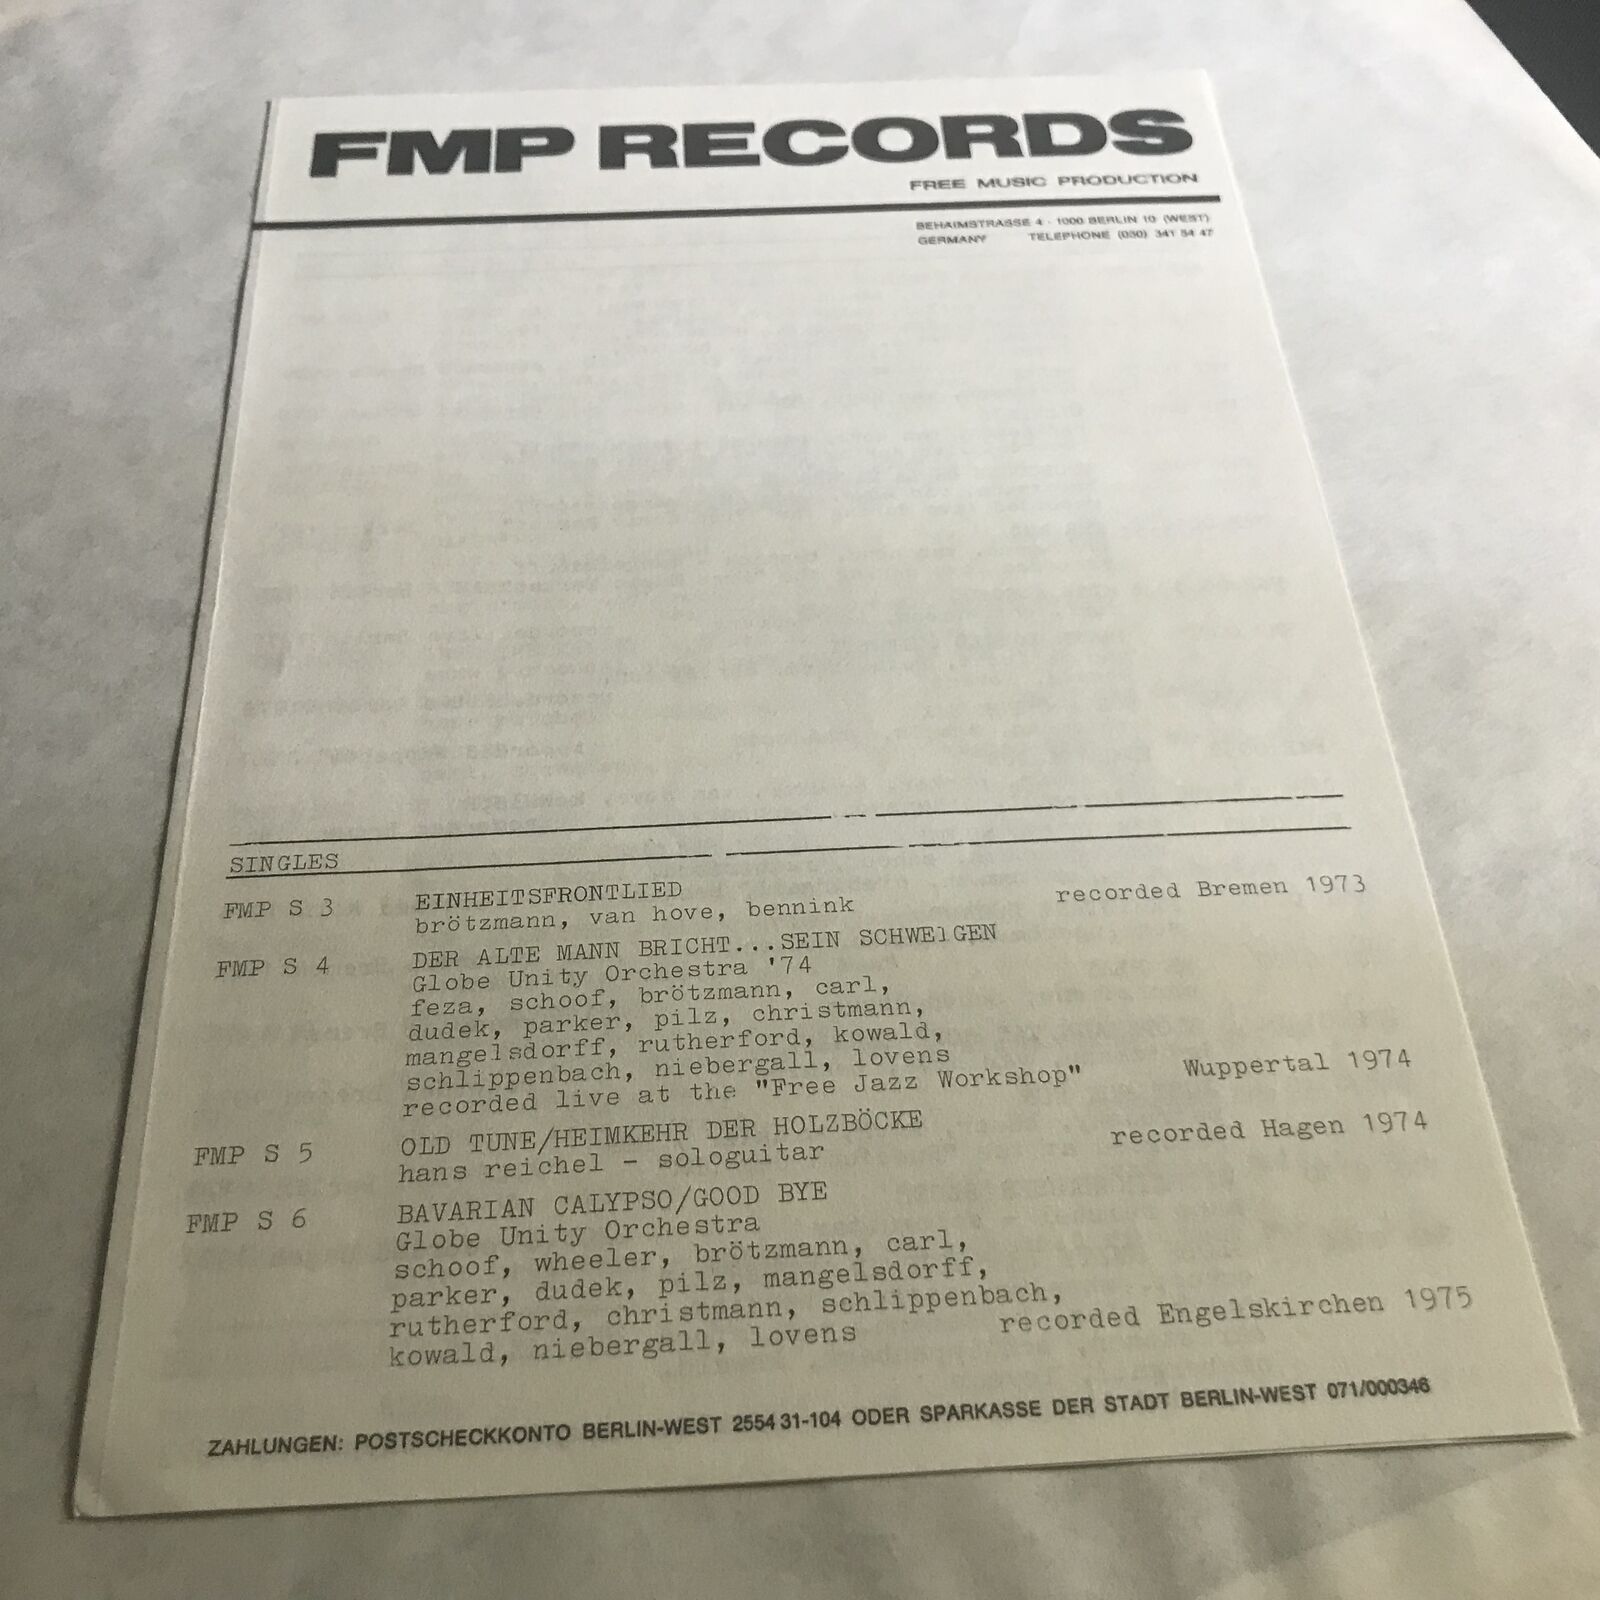 FMP RECORDS
FREE MUSIC PRODUCTION
BEHAIMSTRASSE 4 · 1000 BERLIN 10 (WEST)
GERMANY TELEPHONE (030) 341 54 47
SINGLES
FMP S 3 EINHEITSFRONTLIED
brötzmann, van hove, bennink recorded Bremen 1973
FMP S 4 DER ALTE MANN BRICHT...SEIN SCHWEIGEN
Globe Unity Orchestra '74
feza, schoof, brötzmann, carl,
dudek, parker, pilz, christmann,
mangelsdorff, rutherford, kowald,
schlippenbach, niebergall, lovens
recorded live at the "Free Jazz Workshop" Wuppertal 1974
FMP S 5 OLD TUNE/HEIMKEHR DER HOLZBÖCKE
hans reichel - sologuitar recorded Hagen 1974
FMP S 6 BAVARIAN CALYPSO/GOOD BYE
Globe Unity Orchestra
schoof, wheeler, brötzmann, carl,
parker, dudek, pilz, mangelsdorff,
rutherford, christmann, schlippenbach,
kowald, niebergall, lovens recorded Engelskirchen 1975
ZAHLUNGEN: POSTSCHECKKONTO BERLIN-WEST 2554 31-104 ODER SPARKASSE DER STADT BERLIN-WEST 071/000346